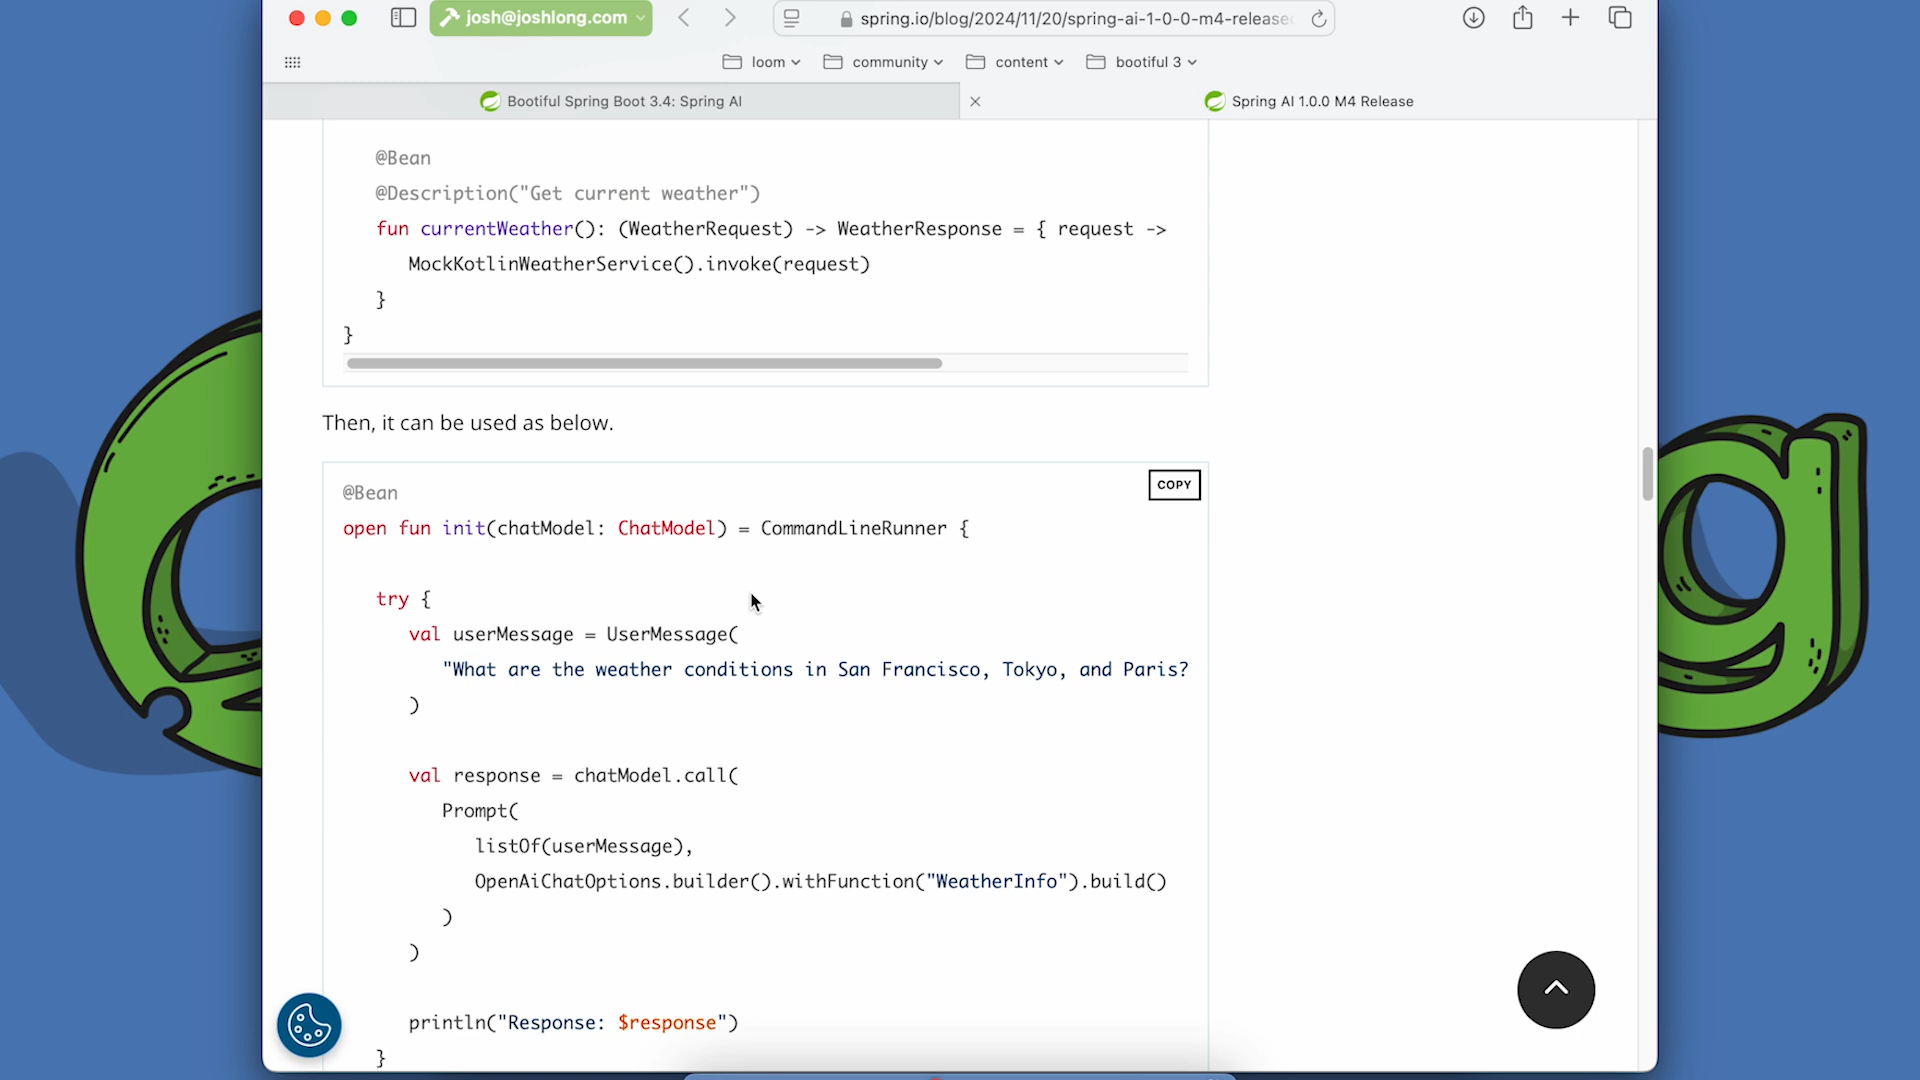 josh@joshlong.com
spring.io/blog/2024/11/20/spring-ai-1-0-0-m4-release
loom
community
content
bootiful 3
Bootiful Spring Boot 3.4: Spring AI
Spring AI 1.0.0 M4 Release
@Bean
@Description("Get current weather")
fun currentWeather(): (WeatherRequest) -> WeatherResponse = { request ->
MockKotlinWeatherService().invoke(request)
}
}
Then, it can be used as below.
COPY
@Bean
open fun init(chatModel: ChatModel) = CommandLineRunner {
try {
val userMessage = UserMessage(
"What are the weather conditions in San Francisco, Tokyo, and Paris?
)
val response = chatModel.call(
Prompt(
listOf(userMessage),
OpenAiChatOptions.builder().withFunction("WeatherInfo").build()
)
)
println("Response: $response")
}
g